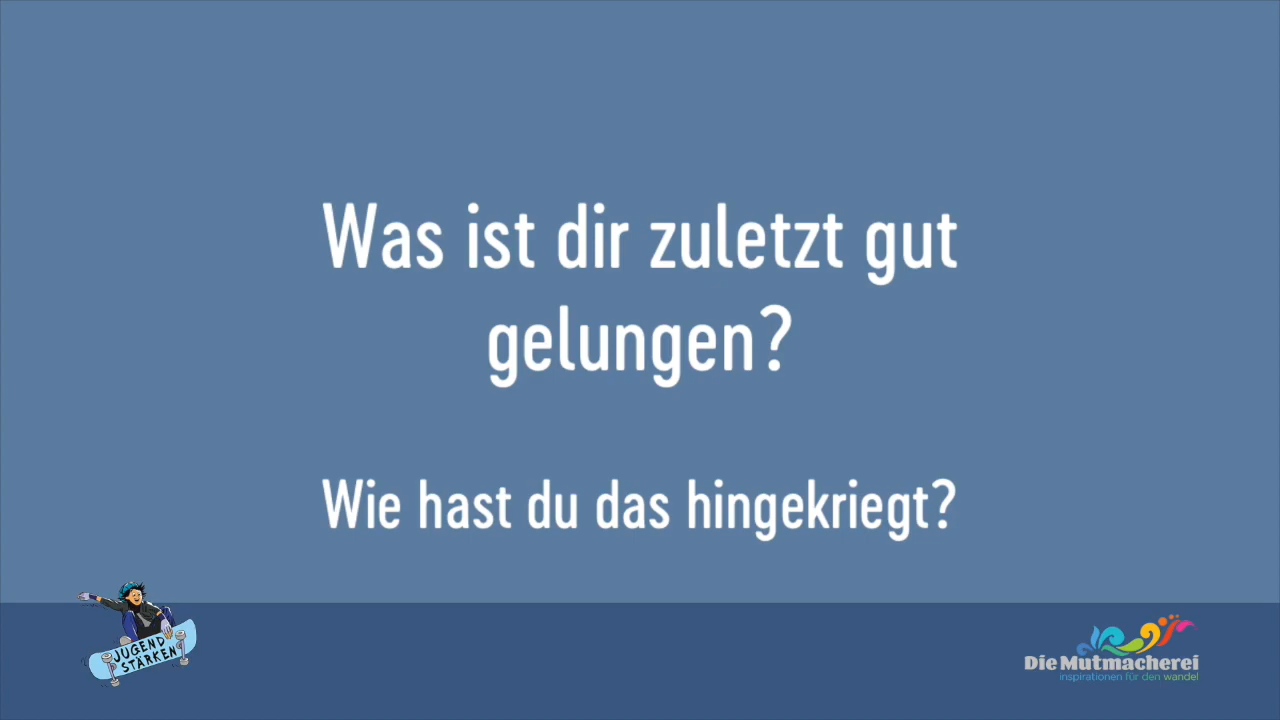 Was ist dir zuletzt gut
gelungen?
Wie hast du das hingekriegt?
JUGEND
STÄRKEN
Die Mutmacherei
inspirationen für den wandel